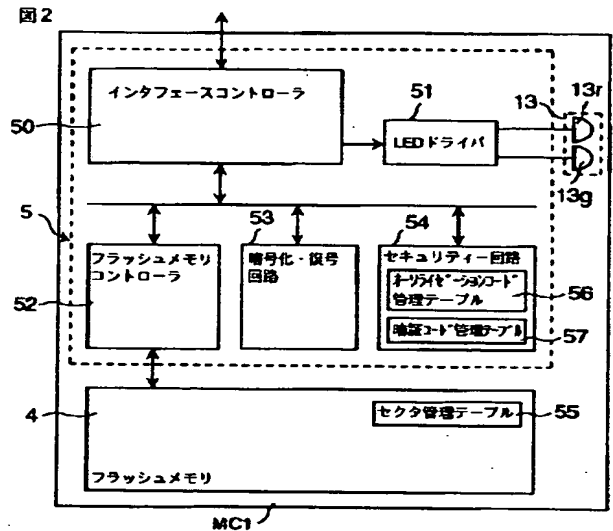 図2
インタフェースコントローラ
50
51
LEDドライバ
13
13r
13g
5
フラッシュメモリ
コントローラ
52
53
暗号化・復号
回路
54
セキュリティー回路
オーソライゼーションコード
管理テーブル
56
暗証コード管理テーブル
57
4
セクタ管理テーブル
55
フラッシュメモリ
MC1